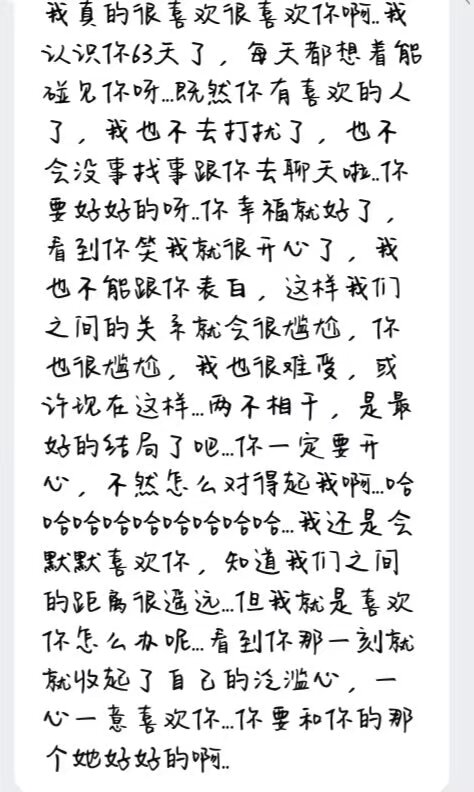 我真的很喜欢很喜欢你啊..我
认识你63天了，每天都想着能
碰见你呀...既然你有喜欢的人
了，我也不去打扰了，也不
会没事找事跟你去聊天啦..你
要好好的呀..你幸福就好了，
看到你笑我就很开心了，我
也不能跟你表白，这样我们
之间的关系就会很尴尬，你
也很尴尬，我也很难受，或
许现在这样...两不相干，是最
好的结局了吧...你一定要开
心，不然怎么对得起我啊...哈
哈哈哈哈哈哈哈哈...我还是会
默默喜欢你，知道我们之间
的距离很遥远...但我就是喜欢
你怎么办呢...看到你那一刻就
就收起了自己的泛滥心，一
心一意喜欢你...你要和你的那
个她好好的啊..